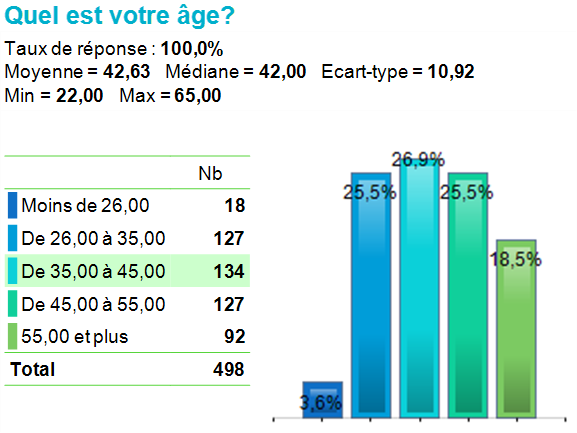 Quel est votre âge?
Taux de réponse : 100,0%
Moyenne = 42,63 Médiane = 42,00 Ecart-type = 10,92
Min = 22,00 Max = 65,00
Nb
Moins de 26,00 18
De 26,00 à 35,00 127
De 35,00 à 45,00 134
De 45,00 à 55,00 127
55,00 et plus 92
Total 498
3,6%
25,5%
26,9%
25,5%
18,5%